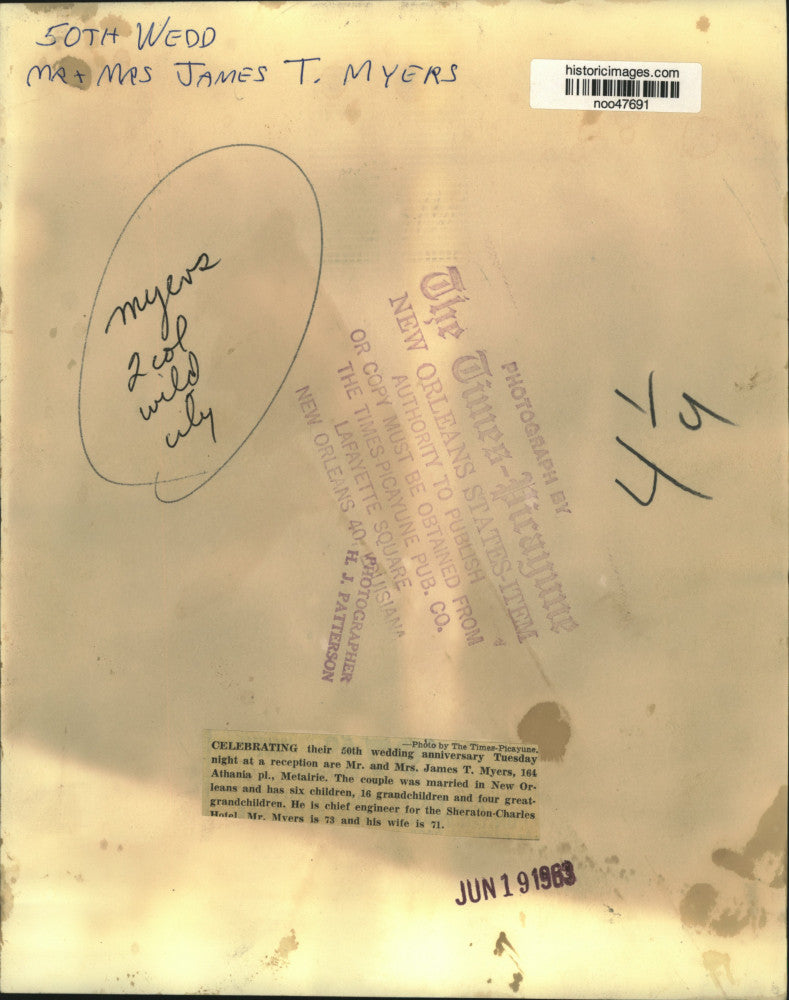 50TH WEDD
MR + MRS JAMES T. MYERS
historicimages.com
noo47691
myers
2 col
wild
city
PHOTOGRAPH BY
The Times-Picayune
NEW ORLEANS STATES-ITEM
AUTHORITY TO PUBLISH
OR COPY MUST BE OBTAINED FROM
THE TIMES-PICAYUNE PUB. CO.
LAFAYETTE SQUARE
NEW ORLEANS 40, LOUISIANA
PHOTOGRAPHER
H. J. PATTERSON
—Photo by The Times-Picayune.
CELEBRATING their 50th wedding anniversary Tuesday
night at a reception are Mr. and Mrs. James T. Myers, 164
Athania pl., Metairie. The couple was married in New Or-
leans and has six children, 16 grandchildren and four great-
grandchildren. He is chief engineer for the Sheraton-Charles
Hotel. Mr. Myers is 73 and his wife is 71.
JUN 19 1963